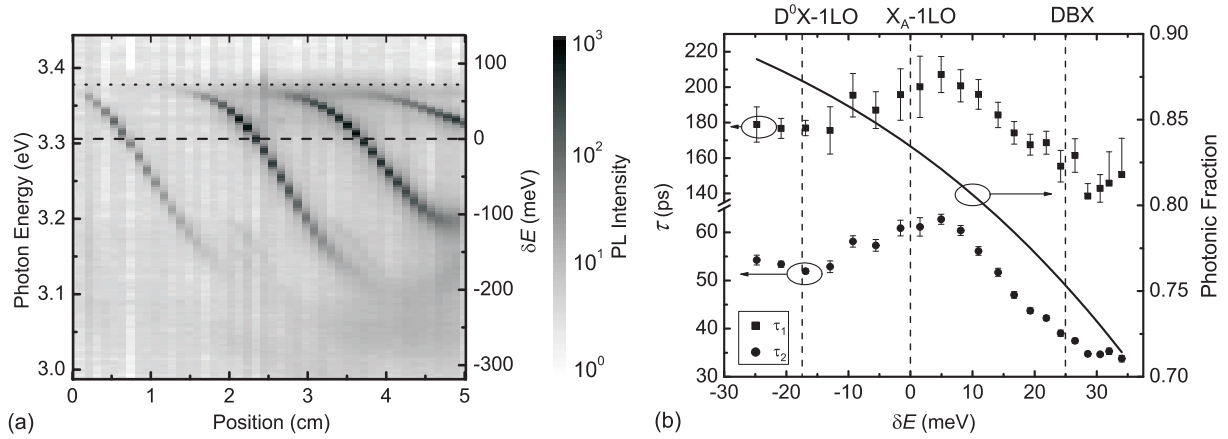 D⁰X-1LO X_A-1LO DBX
3.4
3.3
3.2
3.1
3.0
Photon Energy (eV)
0 1 2 3 4 5
Position (cm)
(a)
100
0
-100
-200
-300
δE (meV)
10³
10²
10¹
10⁰
PL Intensity
220
200
180
160
140
60
50
40
30
τ (ps)
τ₁
τ₂
-30 -20 -10 0 10 20 30
δE (meV)
(b)
0.90
0.85
0.80
0.75
0.70
Photonic Fraction